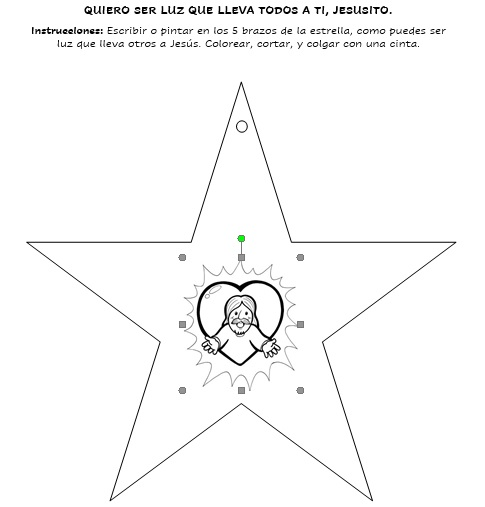 QUIERO SER LUZ QUE LLEVA TODOS A TI, JESUSITO.
Instrucciones: Escribir o pintar en los 5 brazos de la estrella, como puedes ser
luz que lleva otros a Jesús. Colorear, cortar, y colgar con una cinta.